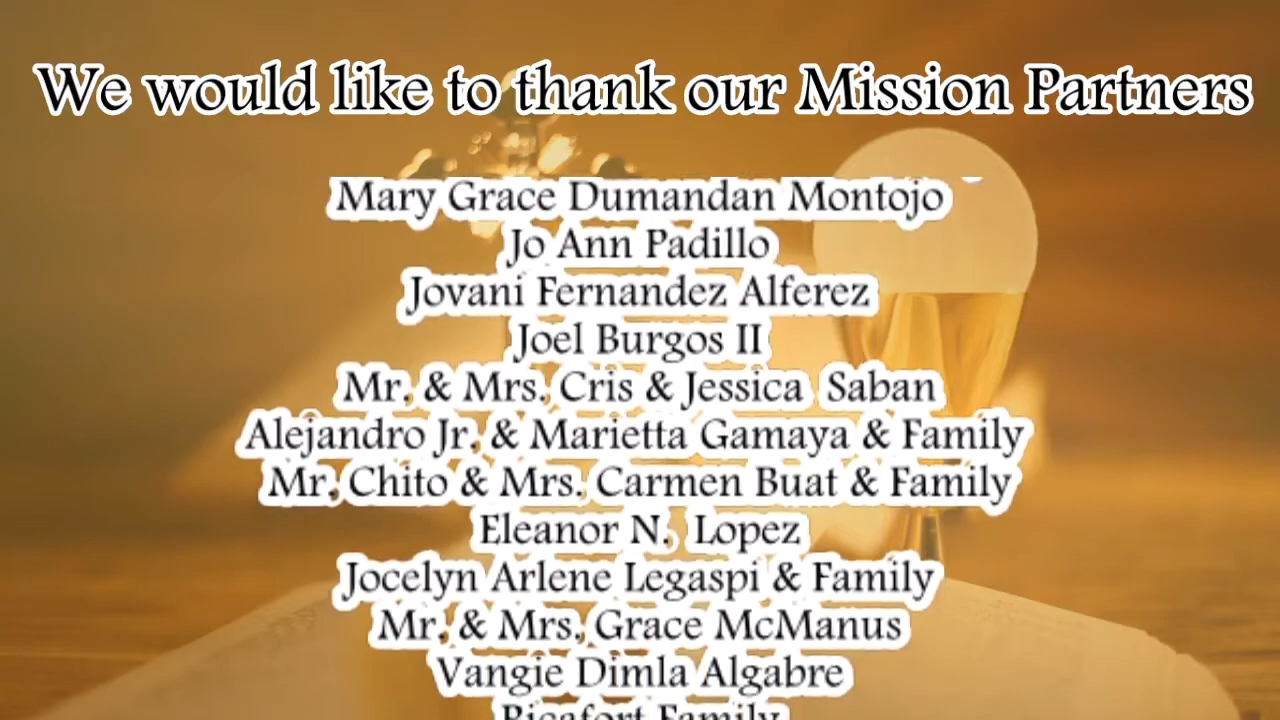 We would like to thank our Mission Partners
Mary Grace Dumandan Montojo
Jo Ann Padillo
Jovani Fernandez Alferez
Joel Burgos II
Mr. & Mrs. Cris & Jessica Saban
Alejandro Jr. & Marietta Gamaya & Family
Mr. Chito & Mrs. Carmen Buat & Family
Eleanor N. Lopez
Jocelyn Arlene Legaspi & Family
Mr. & Mrs. Grace McManus
Vangie Dimla Algabre
Ricafort Family